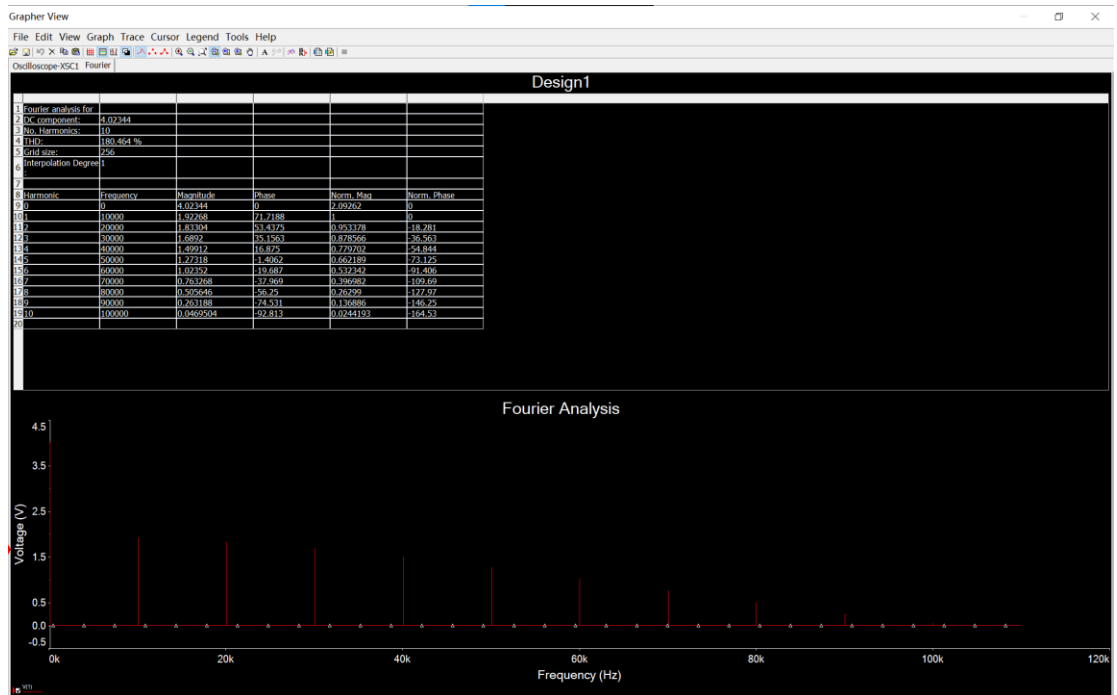 Grapher View
File Edit View Graph Trace Cursor Legend Tools Help
Oscilloscope-XSC1 Fourier
Design1
1 Fourier analysis for
2 DC component: 4.02344
3 No. Harmonics: 10
4 THD: 180.464 %
5 Grid size: 256
6 Interpolation Degree 1
7
8 Harmonic Frequency Magnitude Phase Norm. Mag Norm. Phase
9 0 0 4.02344 0 2.09262 0
10 1 10000 1.92268 71.7188 1 0
11 2 20000 1.83304 53.4375 0.953378 -18.281
12 3 30000 1.6892 35.1563 0.878566 -36.563
13 4 40000 1.49912 16.875 0.779702 -54.844
14 5 50000 1.27318 -1.4062 0.662189 -73.125
15 6 60000 1.02352 -19.687 0.532342 -91.406
16 7 70000 0.763268 -37.969 0.396982 -109.69
17 8 80000 0.505646 -56.25 0.26299 -127.97
18 9 90000 0.263188 -74.531 0.136886 -146.25
19 10 100000 0.0469504 -92.813 0.0244193 -164.53
20
Fourier Analysis
Voltage (V)
4.5
3.5
2.5
1.5
0.5
0.0
-0.5
0k 20k 40k 60k 80k 100k 120k
Frequency (Hz)